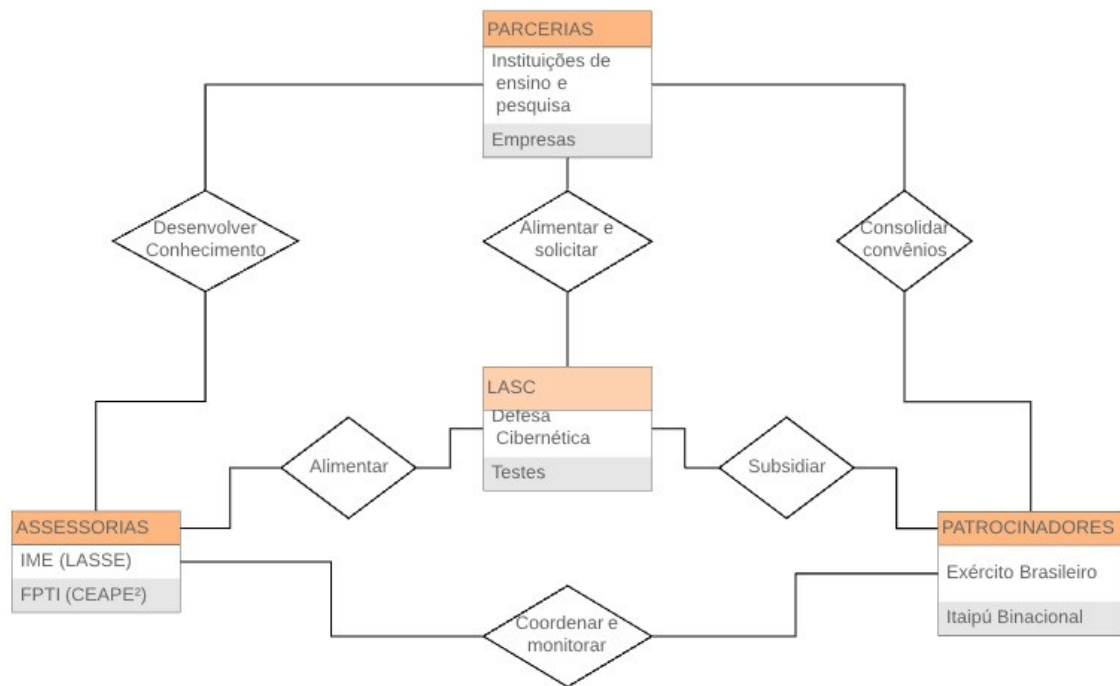 PARCERIAS
Instituições de
ensino e
pesquisa
Empresas
Desenvolver
Conhecimento
Alimentar e
solicitar
Consolidar
convênios
LASC
Defesa
Cibernética
Testes
Alimentar
Subsidiar
ASSESSORIAS
IME (LASSE)
FPTI (CEAPE²)
PATROCINADORES
Exército Brasileiro
Itaipú Binacional
Coordenar e
monitorar